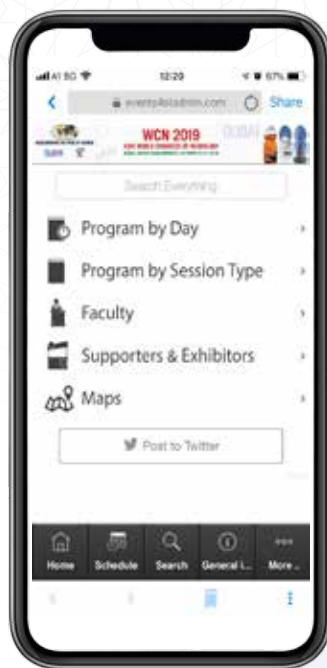 12:20
67%
Share
WCN 2019
DUBAI
Search Everything
Program by Day
Program by Session Type
Faculty
Supporters & Exhibitors
Maps
Post to Twitter
Home
Schedule
Search
General i...
More ..